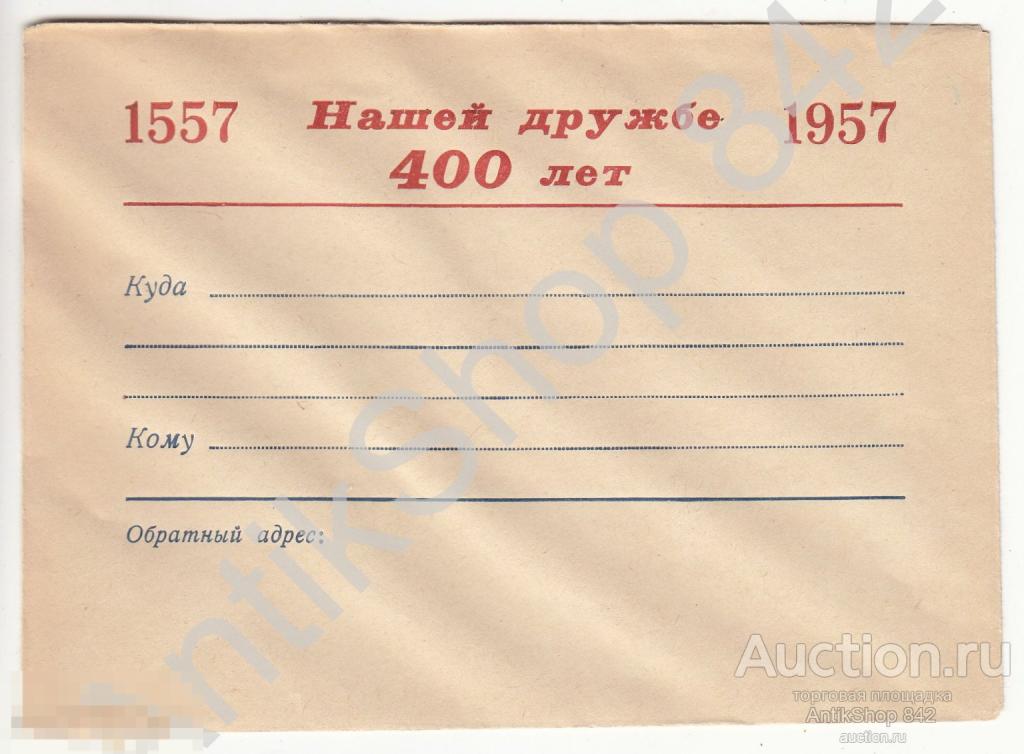 1557 Нашей дружбе 1957
400 лет
Куда
Кому
Обратный адрес:
AntikShop 842
Auction.ru
торговая площадка
AntikShop 842
auction.ru